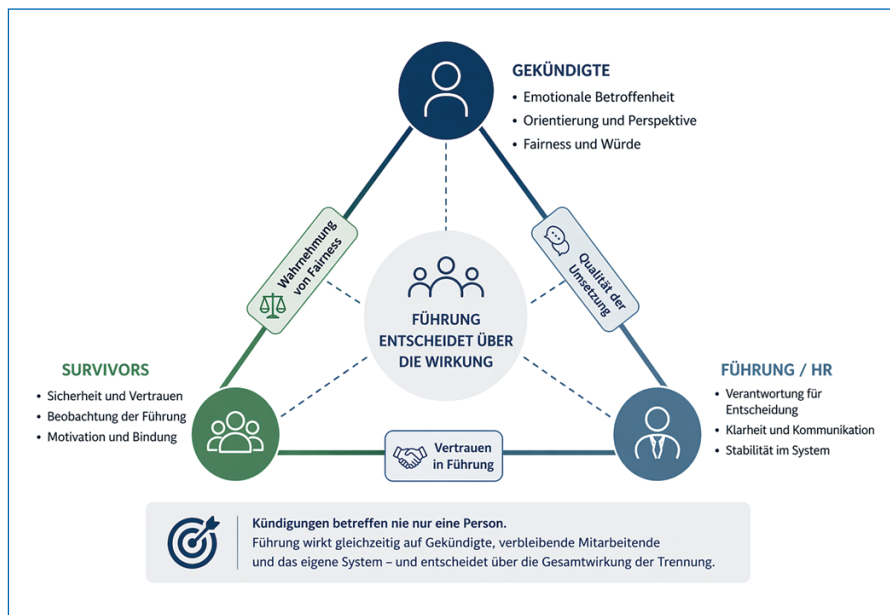 GEKÜNDIGTE
• Emotionale Betroffenheit
• Orientierung und Perspektive
• Fairness und Würde
Wahrnehmung
von Fairness
Qualität der
Umsetzung
FÜHRUNG
ENTSCHEIDET ÜBER
DIE WIRKUNG
SURVIVORS
• Sicherheit und Vertrauen
• Beobachtung der Führung
• Motivation und Bindung
FÜHRUNG / HR
• Verantwortung für
Entscheidung
• Klarheit und Kommunikation
• Stabilität im System
Vertrauen
in Führung
Kündigungen betreffen nie nur eine Person.
Führung wirkt gleichzeitig auf Gekündigte, verbleibende Mitarbeitende
und das eigene System – und entscheidet über die Gesamtwirkung der Trennung.